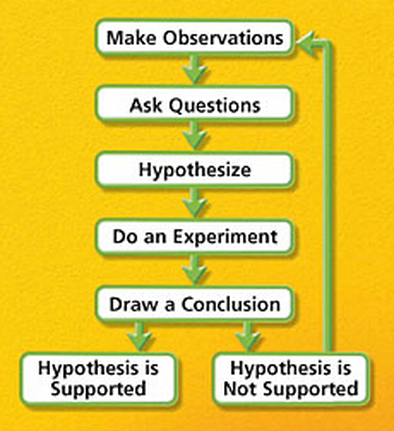 Make Observations
Ask Questions
Hypothesize
Do an Experiment
Draw a Conclusion
Hypothesis is
Supported
Hypothesis is
Not Supported